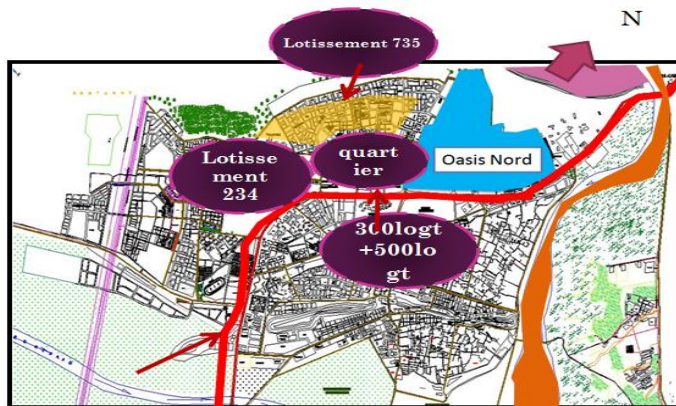 N
Lotissement 735
Lotisse
ment
234
quart
ier
Oasis Nord
300logt
+500lo
gt